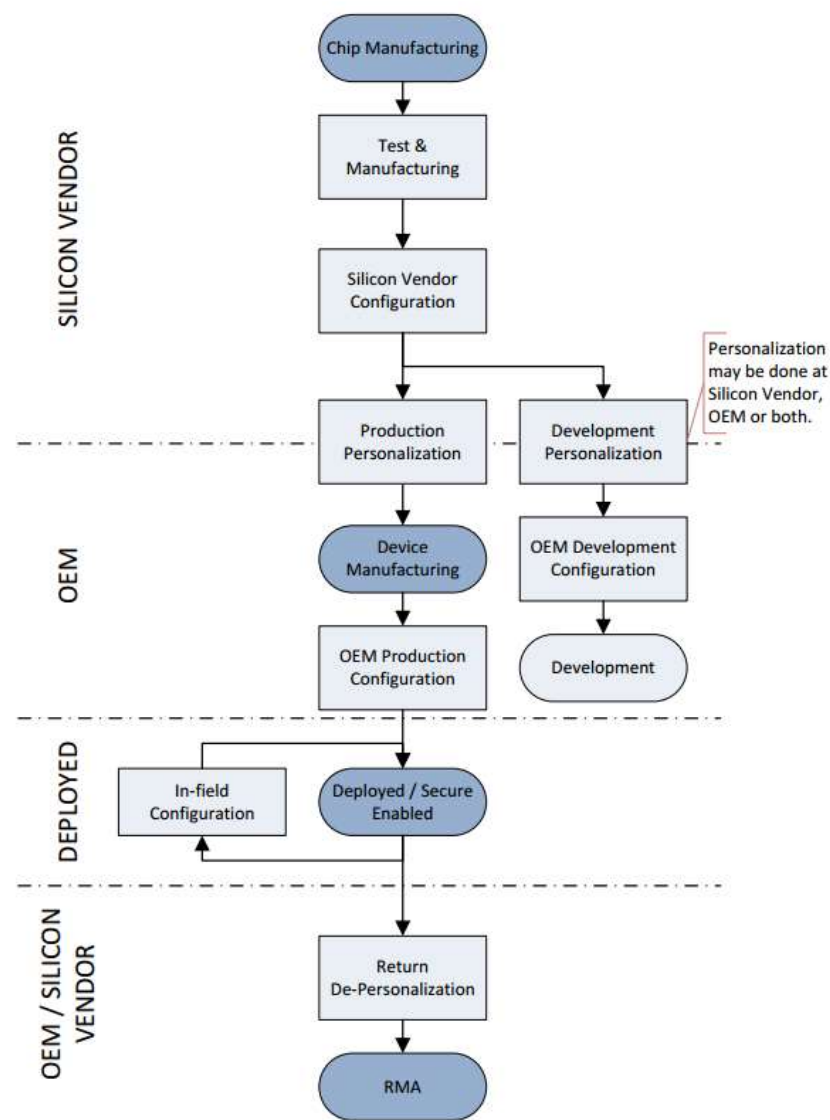 Chip Manufacturing
SILICON VENDOR
Test &
Manufacturing
Silicon Vendor
Configuration
Personalization
may be done at
Silicon Vendor,
OEM or both.
Production
Personalization
Development
Personalization
OEM
Device
Manufacturing
OEM Development
Configuration
OEM Production
Configuration
Development
DEPLOYED
In-field
Configuration
Deployed / Secure
Enabled
OEM / SILICON
VENDOR
Return
De-Personalization
RMA